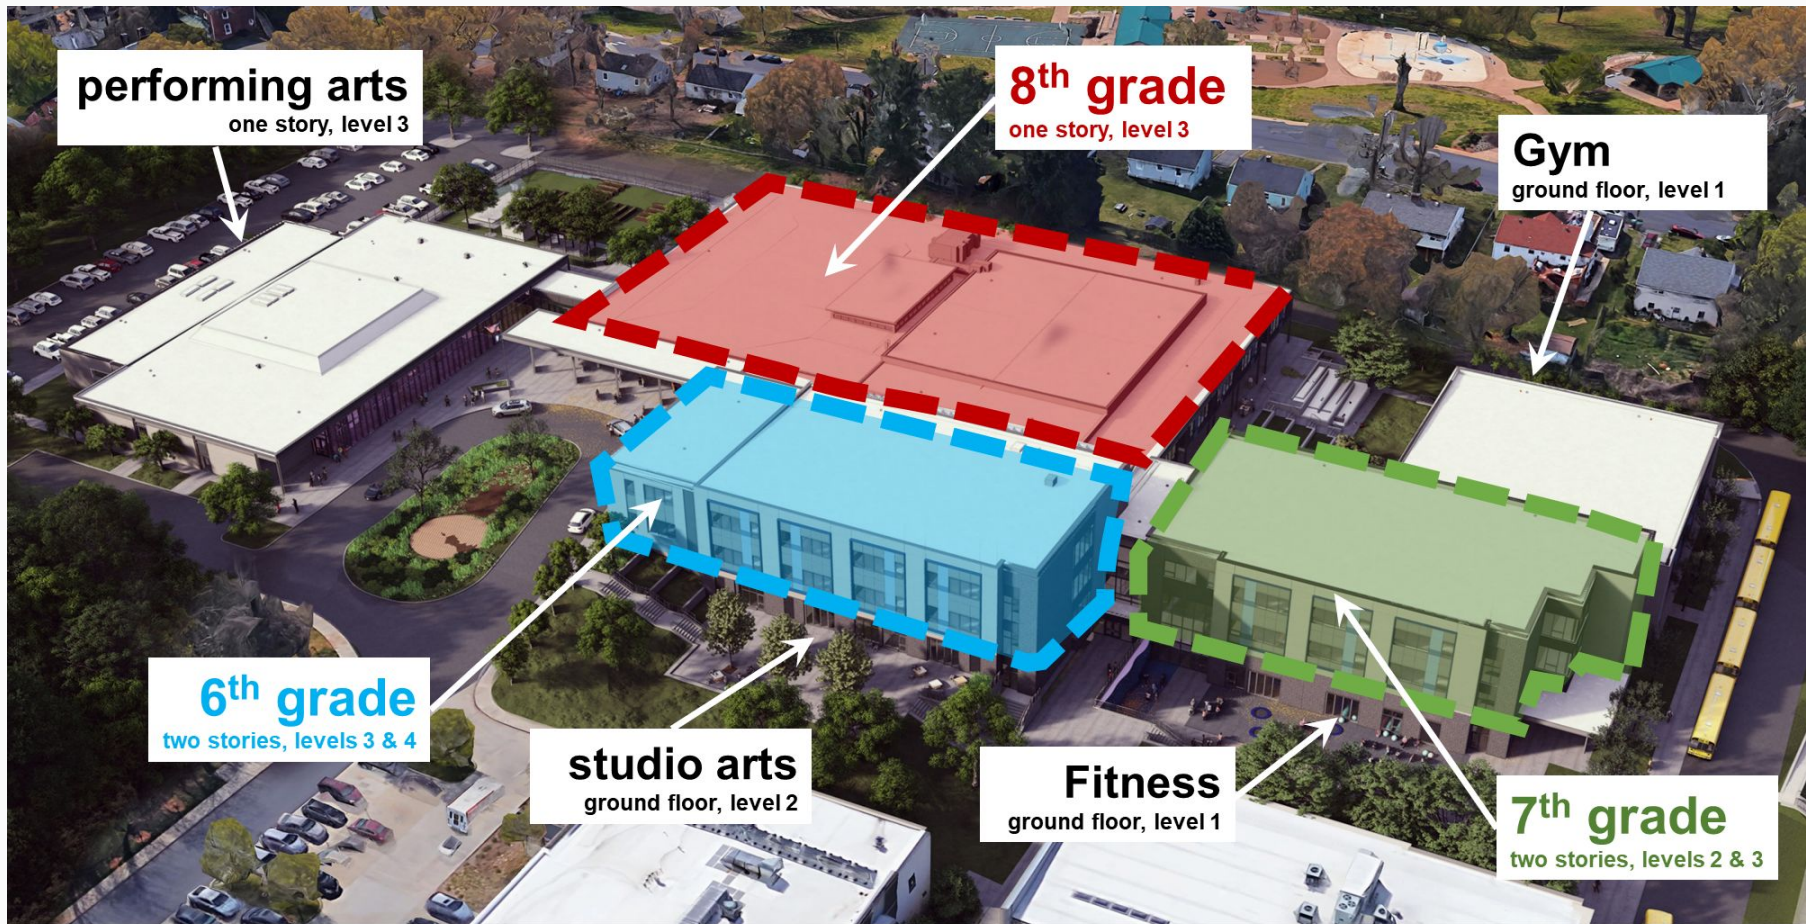 performing arts
one story, level 3
8th grade
one story, level 3
Gym
ground floor, level 1
6th grade
two stories, levels 3 & 4
studio arts
ground floor, level 2
Fitness
ground floor, level 1
7th grade
two stories, levels 2 & 3